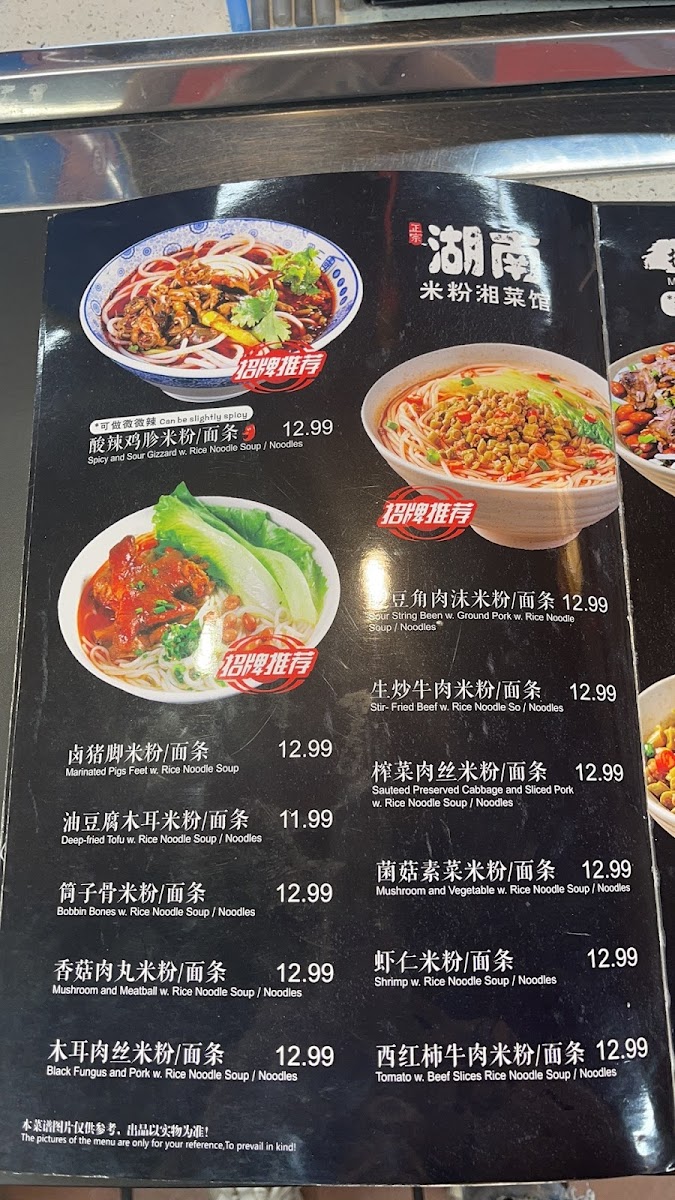 正宗
湖南
米粉湘菜馆
招牌推荐
*可做微微辣 Can be slightly spicy
酸辣鸡胗米粉/面条 12.99
Spicy and Sour Gizzard w. Rice Noodle Soup / Noodles
招牌推荐
卤猪脚米粉/面条 12.99
Marinated Pigs Feet w. Rice Noodle Soup
油豆腐木耳米粉/面条 11.99
Deep-fried Tofu w. Rice Noodle Soup / Noodles
筒子骨米粉/面条 12.99
Bobbin Bones w. Rice Noodle Soup / Noodles
香菇肉丸米粉/面条 12.99
Mushroom and Meatball w. Rice Noodle Soup / Noodles
木耳肉丝米粉/面条 12.99
Black Fungus and Pork w. Rice Noodle Soup / Noodles
招牌推荐
豆角肉沫米粉/面条 12.99
Sour String Been w. Ground Pork w. Rice Noodle
Soup / Noodles
生炒牛肉米粉/面条 12.99
Stir- Fried Beef w. Rice Noodle So / Noodles
榨菜肉丝米粉/面条 12.99
Sauteed Preserved Cabbage and Sliced Pork
w. Rice Noodle Soup / Noodles
菌菇素菜米粉/面条 12.99
Mushroom and Vegetable w. Rice Noodle Soup / Noodles
虾仁米粉/面条 12.99
Shrimp w. Rice Noodle Soup / Noodles
西红柿牛肉米粉/面条 12.99
Tomato w. Beef Slices Rice Noodle Soup / Noodles
本菜谱图片仅供参考，出品以实物为准!
The pictures of the menu are only for your reference,To prevail in kind!